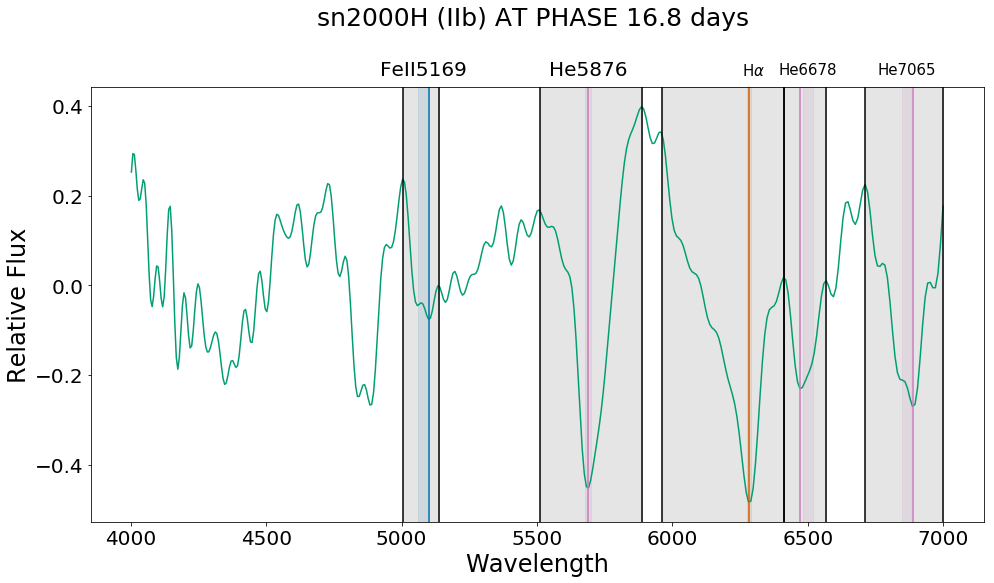 sn2000H (IIb) AT PHASE 16.8 days
FeII5169 He5876 Hα He6678 He7065
0.4
0.2
0.0
−0.2
−0.4
Relative Flux
4000 4500 5000 5500 6000 6500 7000
Wavelength